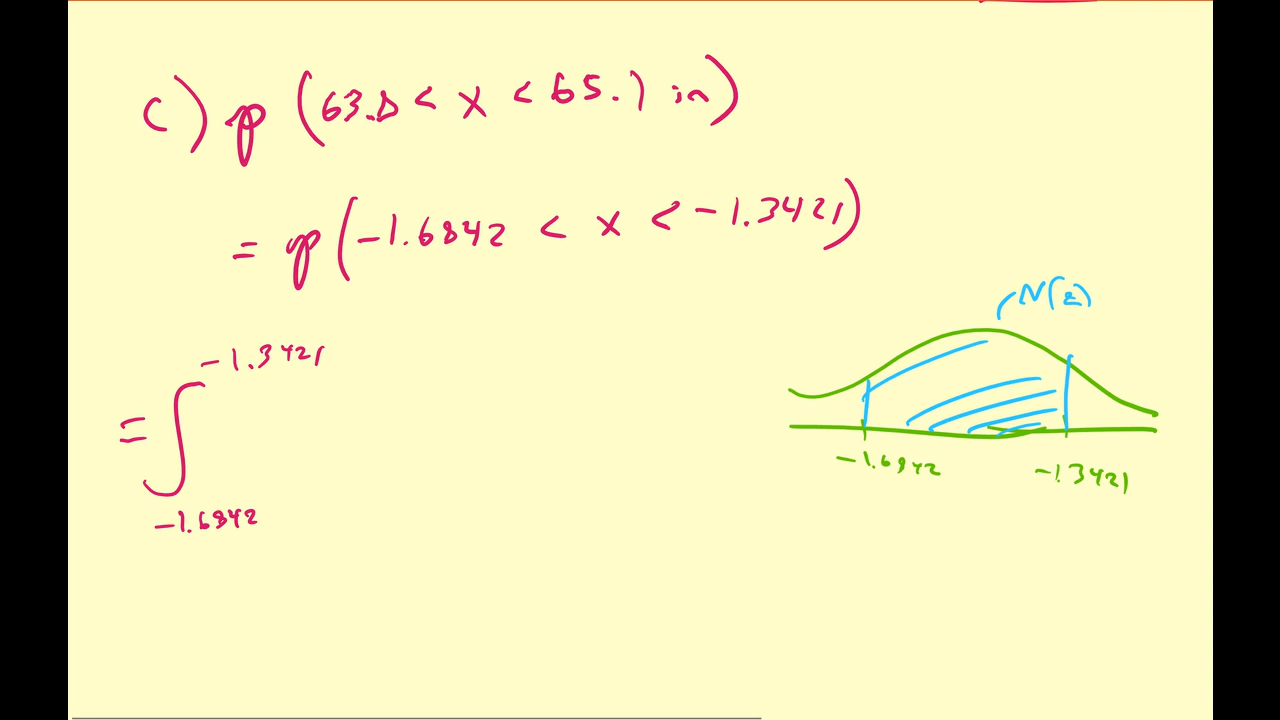 c) p (63.8 < x < 65.1 in)
= p (-1.6842 < x < -1.3421)
N(z)
= ∫ -1.3421
-1.6842
-1.6842 -1.3421